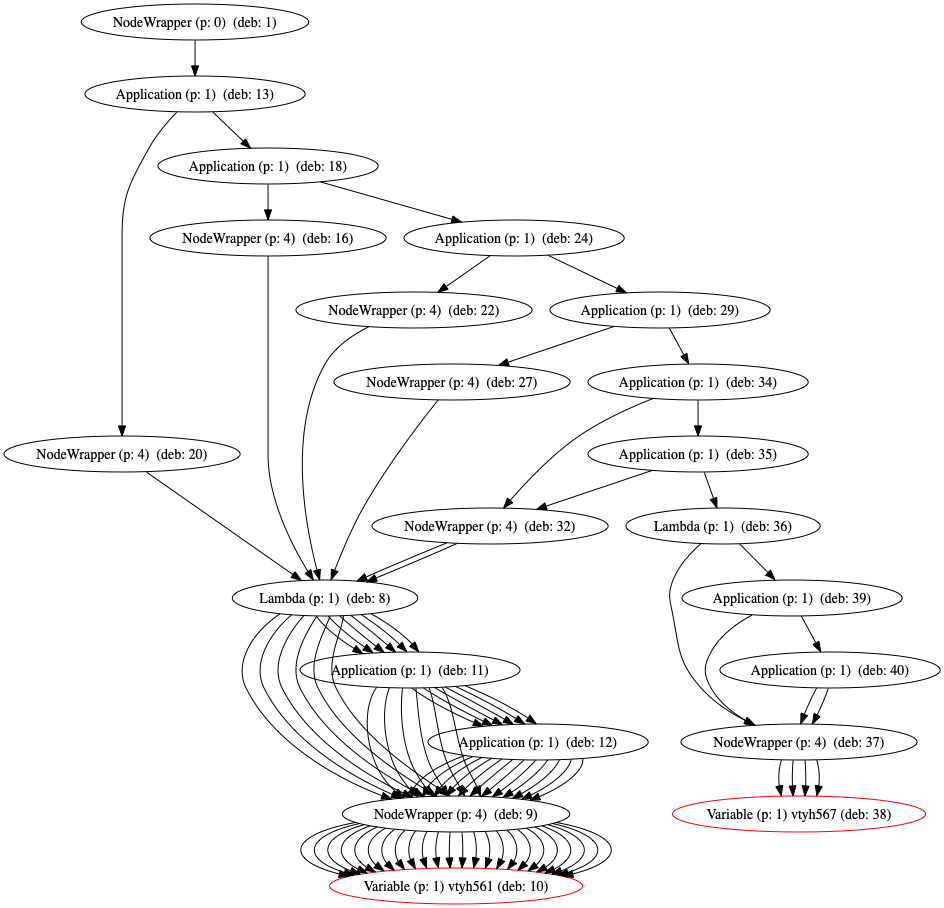 NodeWrapper (p: 0)  (deb: 1)
Application (p: 1)  (deb: 13)
Application (p: 1)  (deb: 18)
NodeWrapper (p: 4)  (deb: 16)
Application (p: 1)  (deb: 24)
NodeWrapper (p: 4)  (deb: 22)
Application (p: 1)  (deb: 29)
NodeWrapper (p: 4)  (deb: 27)
Application (p: 1)  (deb: 34)
NodeWrapper (p: 4)  (deb: 20)
Application (p: 1)  (deb: 35)
NodeWrapper (p: 4)  (deb: 32)
Lambda (p: 1)  (deb: 36)
Lambda (p: 1)  (deb: 8)
Application (p: 1)  (deb: 39)
Application (p: 1)  (deb: 11)
Application (p: 1)  (deb: 40)
Application (p: 1)  (deb: 12)
NodeWrapper (p: 4)  (deb: 37)
NodeWrapper (p: 4)  (deb: 9)
Variable (p: 1) vtyh567 (deb: 38)
Variable (p: 1) vtyh561 (deb: 10)